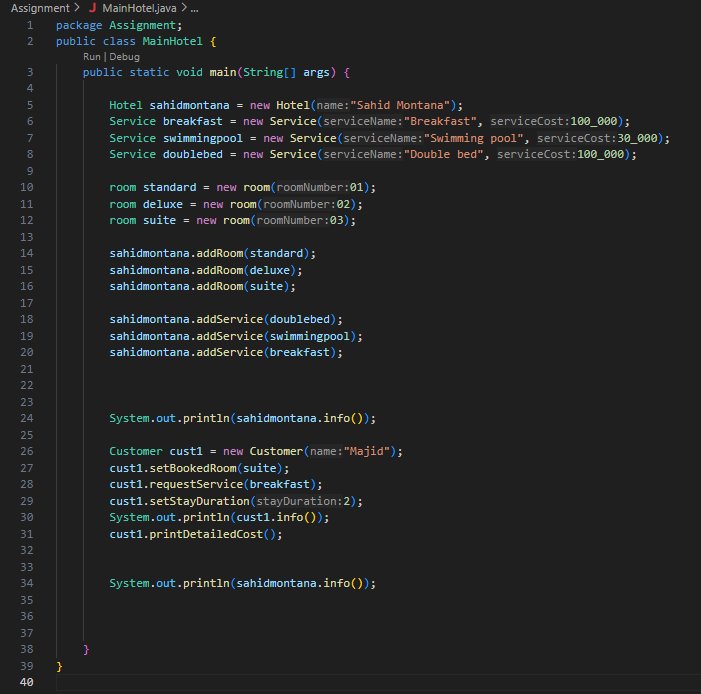 Assignment > J MainHotel.java > ...
1 package Assignment;
2 public class MainHotel {
Run | Debug
3 public static void main(String[] args) {
4
5 Hotel sahidmontana = new Hotel(name:"Sahid Montana");
6 Service breakfast = new Service(serviceName:"Breakfast", serviceCost:100_000);
7 Service swimmingpool = new Service(serviceName:"Swimming pool", serviceCost:30_000);
8 Service doublebed = new Service(serviceName:"Double bed", serviceCost:100_000);
9
10 room standard = new room(roomNumber:01);
11 room deluxe = new room(roomNumber:02);
12 room suite = new room(roomNumber:03);
13
14 sahidmontana.addRoom(standard);
15 sahidmontana.addRoom(deluxe);
16 sahidmontana.addRoom(suite);
17
18 sahidmontana.addService(doublebed);
19 sahidmontana.addService(swimmingpool);
20 sahidmontana.addService(breakfast);
21
22
23
24 System.out.println(sahidmontana.info());
25
26 Customer cust1 = new Customer(name:"Majid");
27 cust1.setBookedRoom(suite);
28 cust1.requestService(breakfast);
29 cust1.setStayDuration(stayDuration:2);
30 System.out.println(cust1.info());
31 cust1.printDetailedCost();
32
33
34 System.out.println(sahidmontana.info());
35
36
37
38 }
39 }
40